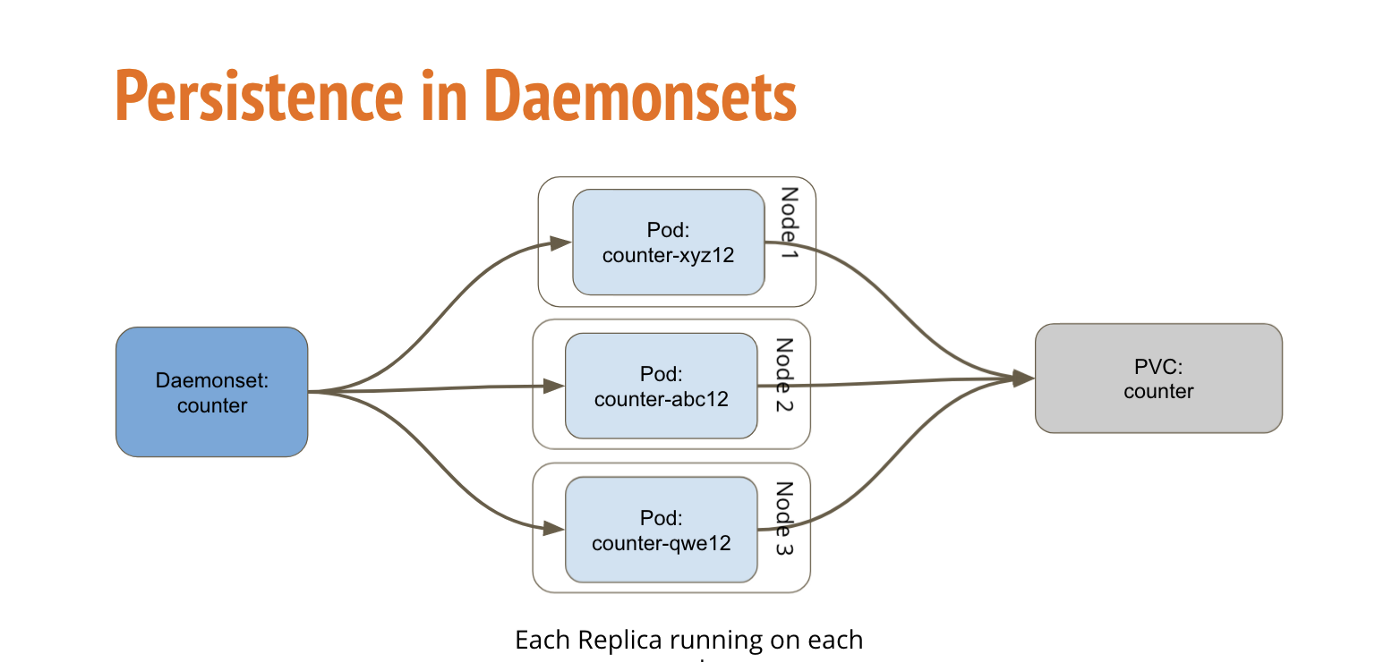 Persistence in Daemonsets
Node 1
Pod:
counter-xyz12
Daemonset:
counter
Node 2
Pod:
counter-abc12
PVC:
counter
Node 3
Pod:
counter-qwe12
Each Replica running on each